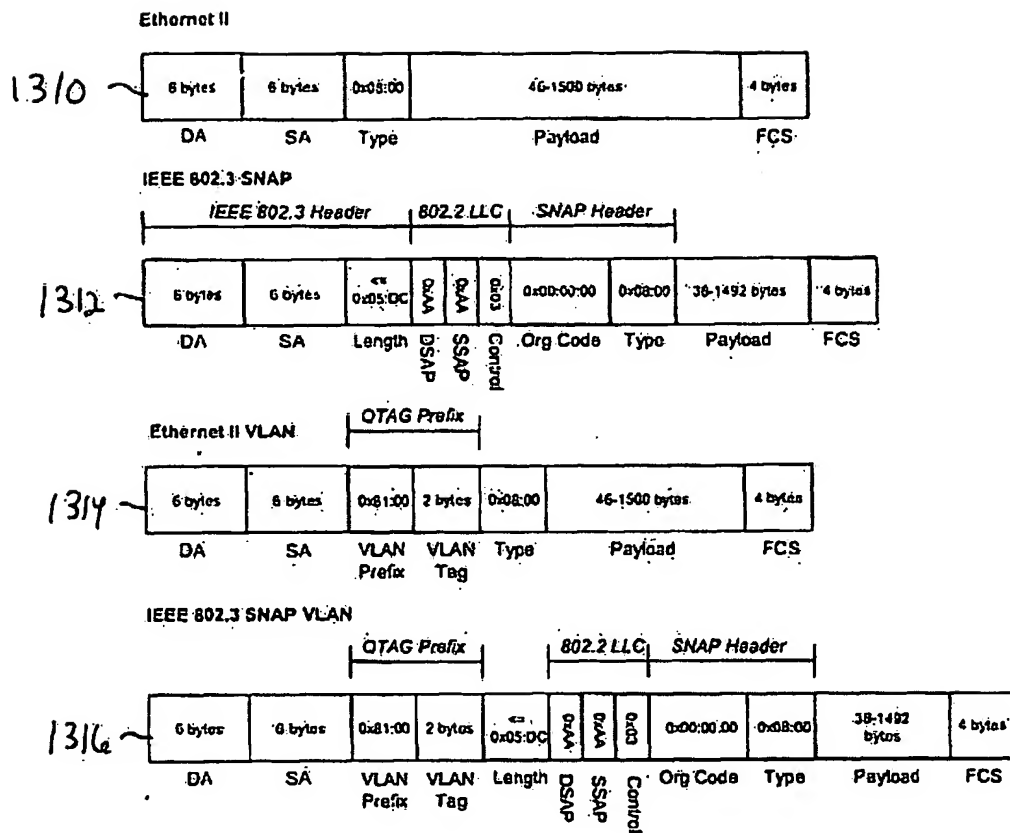 Ethernet II
1310
6 bytes 6 bytes 0x08:00 46-1500 bytes 4 bytes
DA SA Type Payload FCS
IEEE 802.3 SNAP
IEEE 802.3 Header 802.2 LLC SNAP Header
1312
6 bytes 6 bytes <= 0x05:DC 0xAA 0xAA 0x03 0x00:00:00 0x08:00 38-1492 bytes 4 bytes
DA SA Length DSAP SSAP Control Org Code Type Payload FCS
QTAG Prefix
Ethernet II VLAN
1314
6 bytes 6 bytes 0x81:00 2 bytes 0x08:00 46-1500 bytes 4 bytes
DA SA VLAN Prefix VLAN Tag Type Payload FCS
IEEE 802.3 SNAP VLAN
QTAG Prefix 802.2 LLC SNAP Header
1316
6 bytes 6 bytes 0x81:00 2 bytes <= 0x05:DC 0xAA 0xAA 0x03 0x00:00:00 0x08:00 38-1492 bytes 4 bytes
DA SA VLAN Prefix VLAN Tag Length DSAP SSAP Control Org Code Type Payload FCS